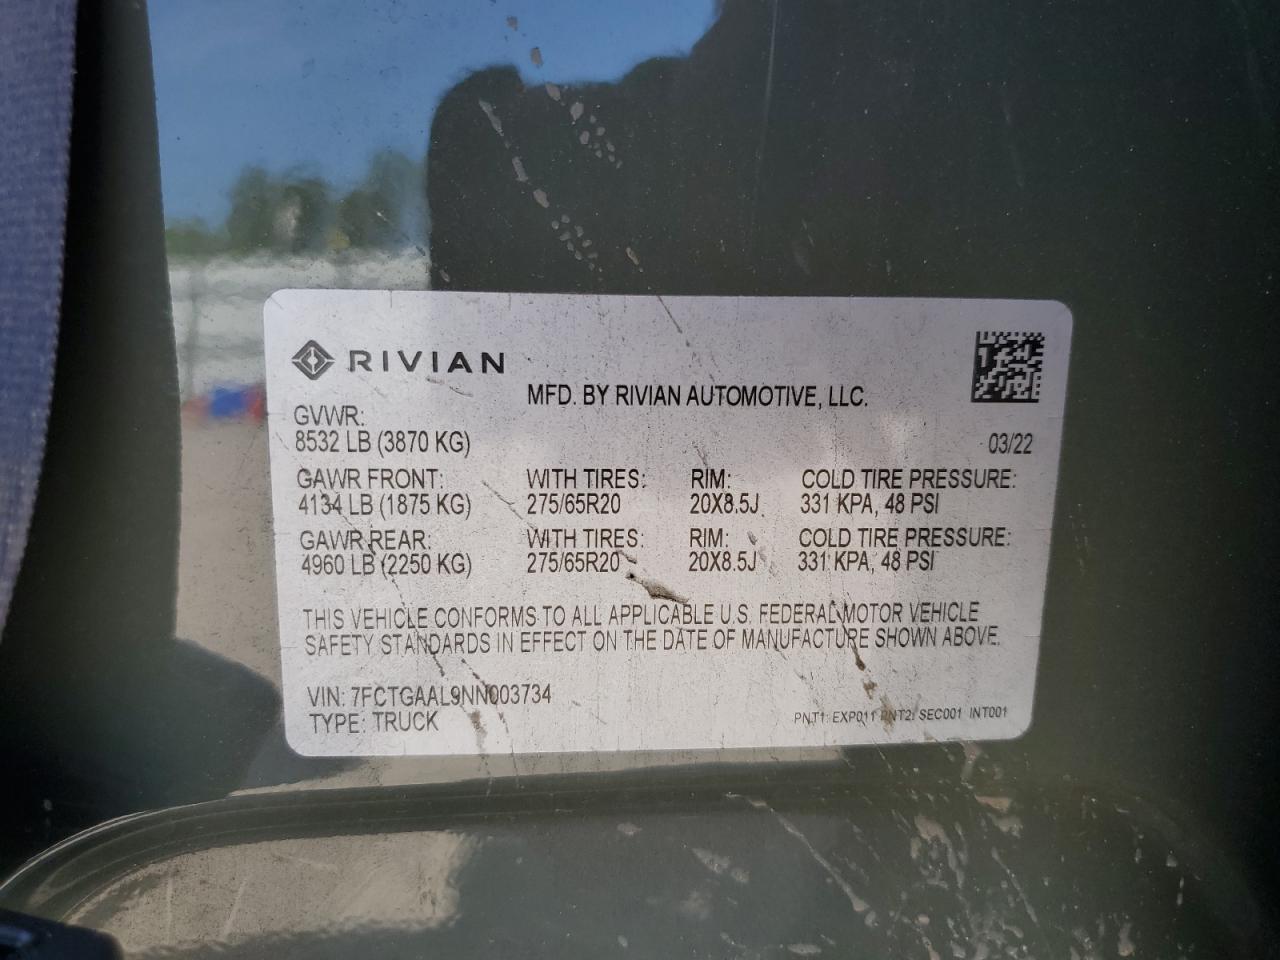 RIVIAN
MFD. BY RIVIAN AUTOMOTIVE, LLC.
GVWR:
8532 LB (3870 KG) 03/22
GAWR FRONT: WITH TIRES: RIM: COLD TIRE PRESSURE:
4134 LB (1875 KG) 275/65R20 20X8.5J 331 KPA, 48 PSI
GAWR REAR: WITH TIRES: RIM: COLD TIRE PRESSURE:
4960 LB (2250 KG) 275/65R20 20X8.5J 331 KPA, 48 PSI
THIS VEHICLE CONFORMS TO ALL APPLICABLE U.S. FEDERAL MOTOR VEHICLE
SAFETY STANDARDS IN EFFECT ON THE DATE OF MANUFACTURE SHOWN ABOVE.
VIN: 7FCTGAAL9NN003734
TYPE: TRUCK PNT1: EXP011 PNT2: SEC001 INT001